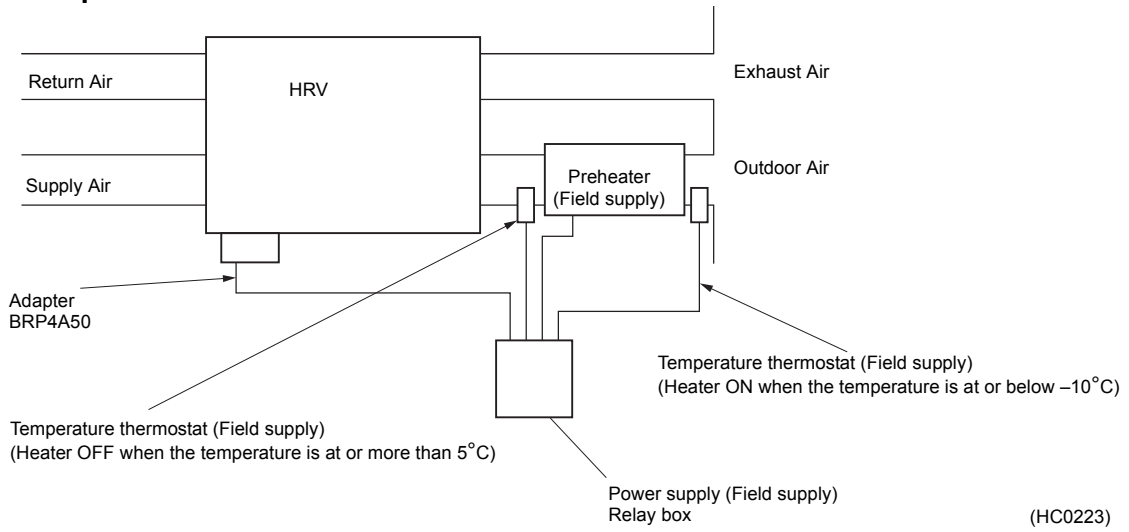 Return Air
HRV
Exhaust Air
Supply Air
Preheater
(Field supply)
Outdoor Air
Adapter
BRP4A50
Temperature thermostat (Field supply)
(Heater ON when the temperature is at or below –10°C)
Temperature thermostat (Field supply)
(Heater OFF when the temperature is at or more than 5°C)
Power supply (Field supply)
Relay box
(HC0223)